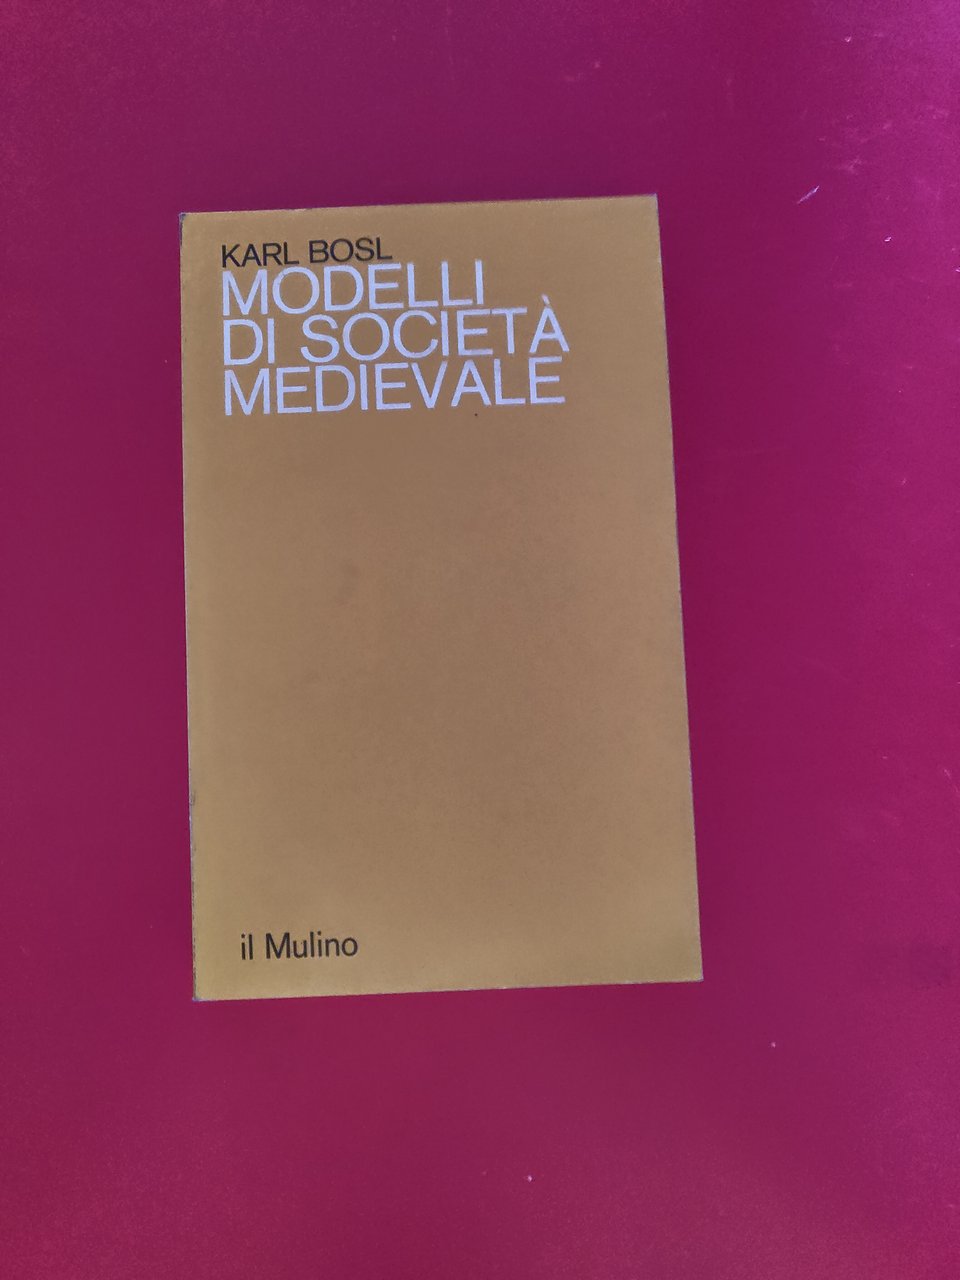 KARL BOSL
MODELLI
DI SOCIETÀ
MEDIEVALE
il Mulino